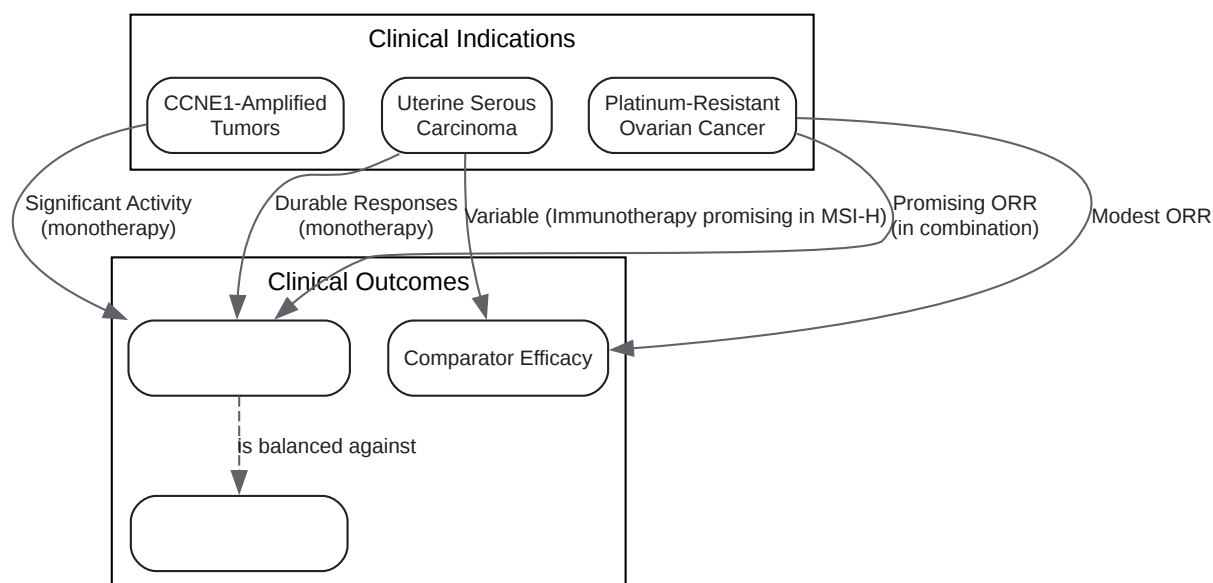 Clinical Indications
CCNE1-Amplified
Tumors
Uterine Serous
Carcinoma
Platinum-Resistant
Ovarian Cancer
Significant Activity
(monotherapy)
Durable Responses
(monotherapy)
Variable (Immunotherapy promising in MSI-H)
Promising ORR
(in combination)
Modest ORR
Clinical Outcomes
Comparator Efficacy
is balanced against